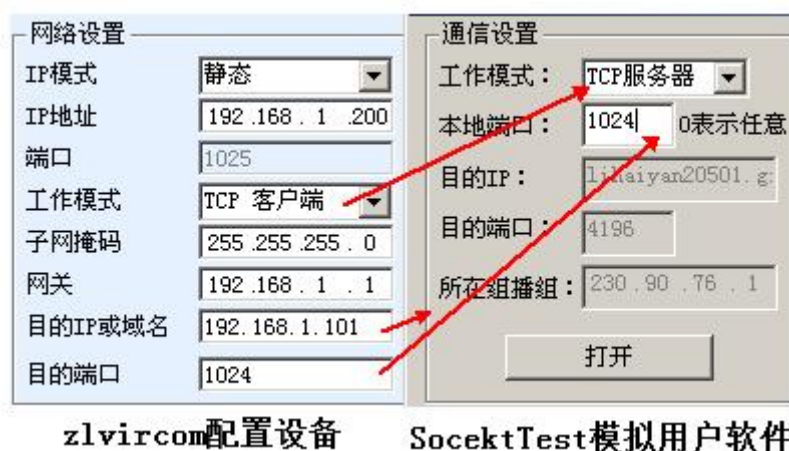 网络设置
IP模式 静态
IP地址 192 .168 . 1 .200
端口 1025
工作模式 TCP 客户端
子网掩码 255 .255 .255 . 0
网关 192 .168 . 1 . 1
目的IP或域名 192.168.1.101
目的端口 1024
zlvircom配置设备
通信设置
工作模式： TCP服务器
本地端口： 1024 0表示任意
目的IP： lihaiyan20501.g
目的端口： 4196
所在组播组： 230 .90 .76 . 1
打开
SocektTest模拟用户软件